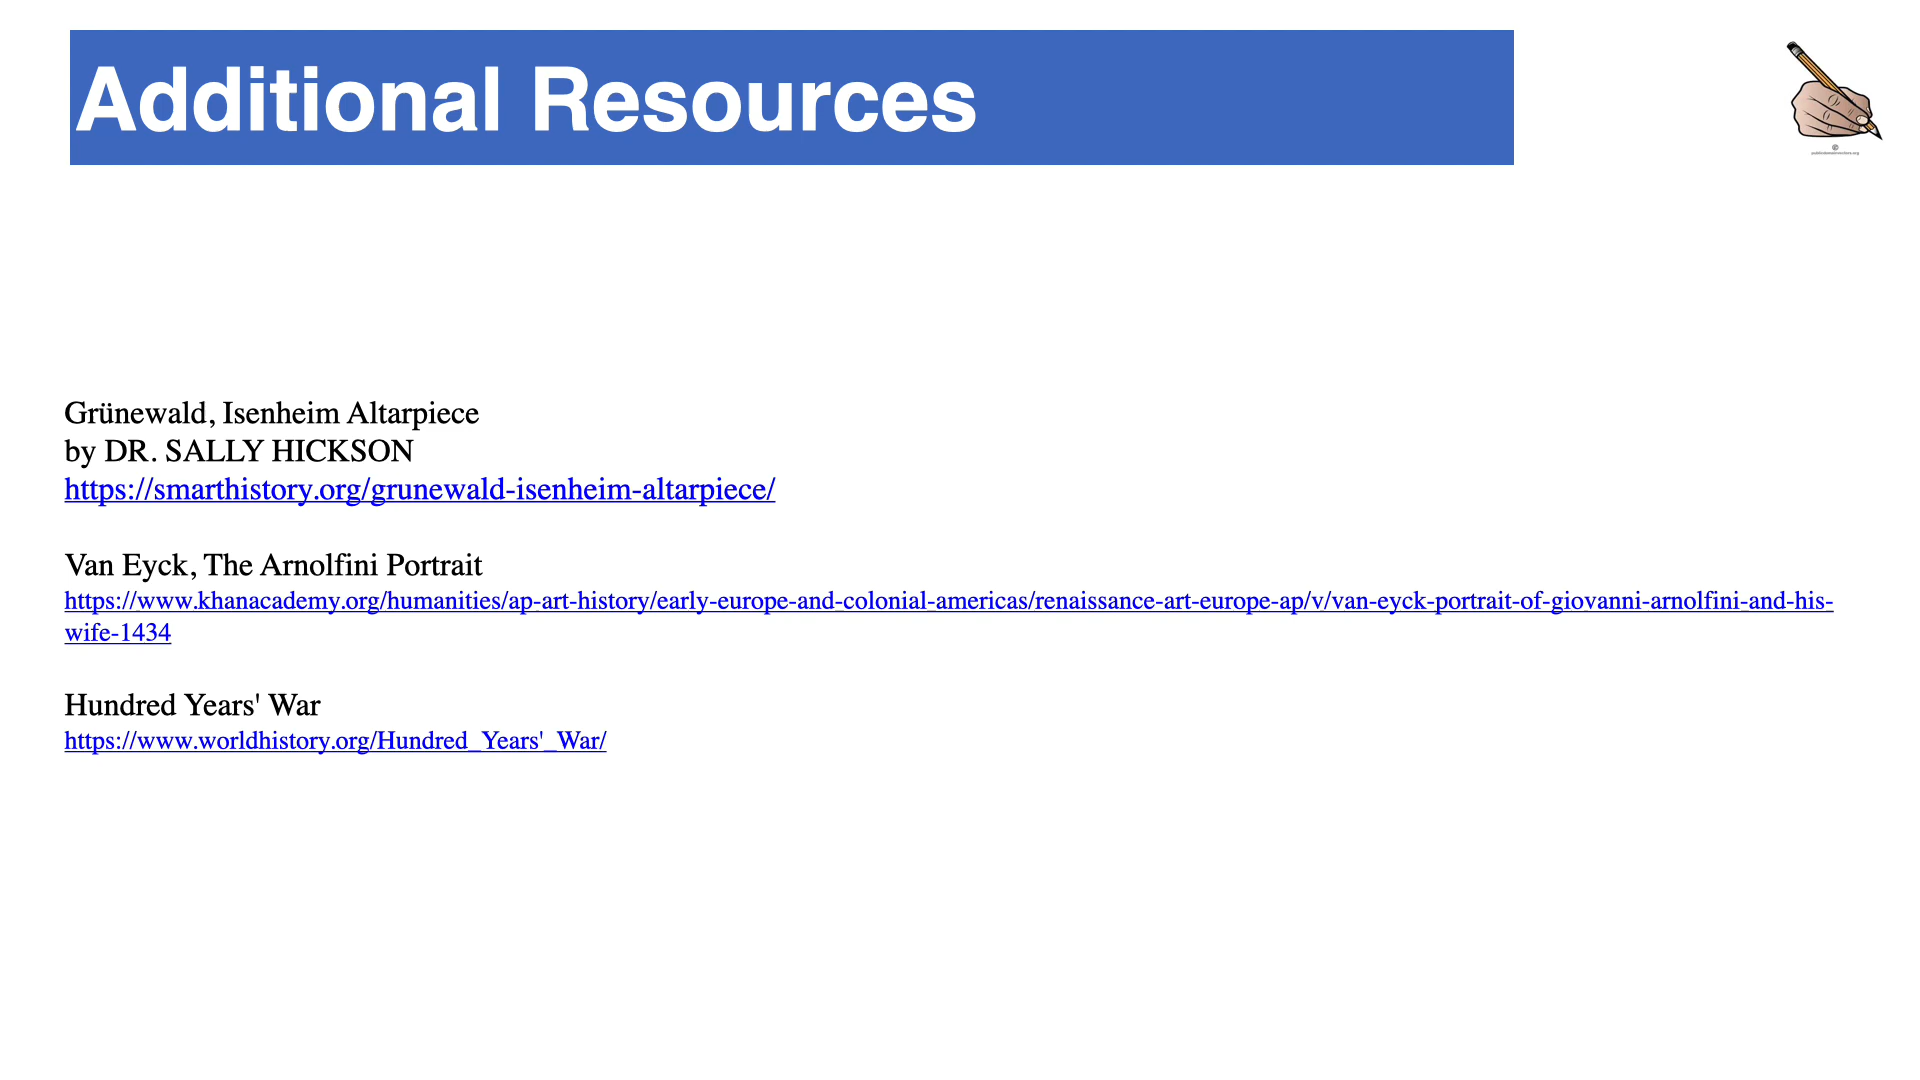 Additional Resources
Grünewald, Isenheim Altarpiece
by DR. SALLY HICKSON
https://smarthistory.org/grunewald-isenheim-altarpiece/
Van Eyck, The Arnolfini Portrait
https://www.khanacademy.org/humanities/ap-art-history/early-europe-and-colonial-americas/renaissance-art-europe-ap/v/van-eyck-portrait-of-giovanni-arnolfini-and-his-
wife-1434
Hundred Years' War
https://www.worldhistory.org/Hundred_Years'_War/